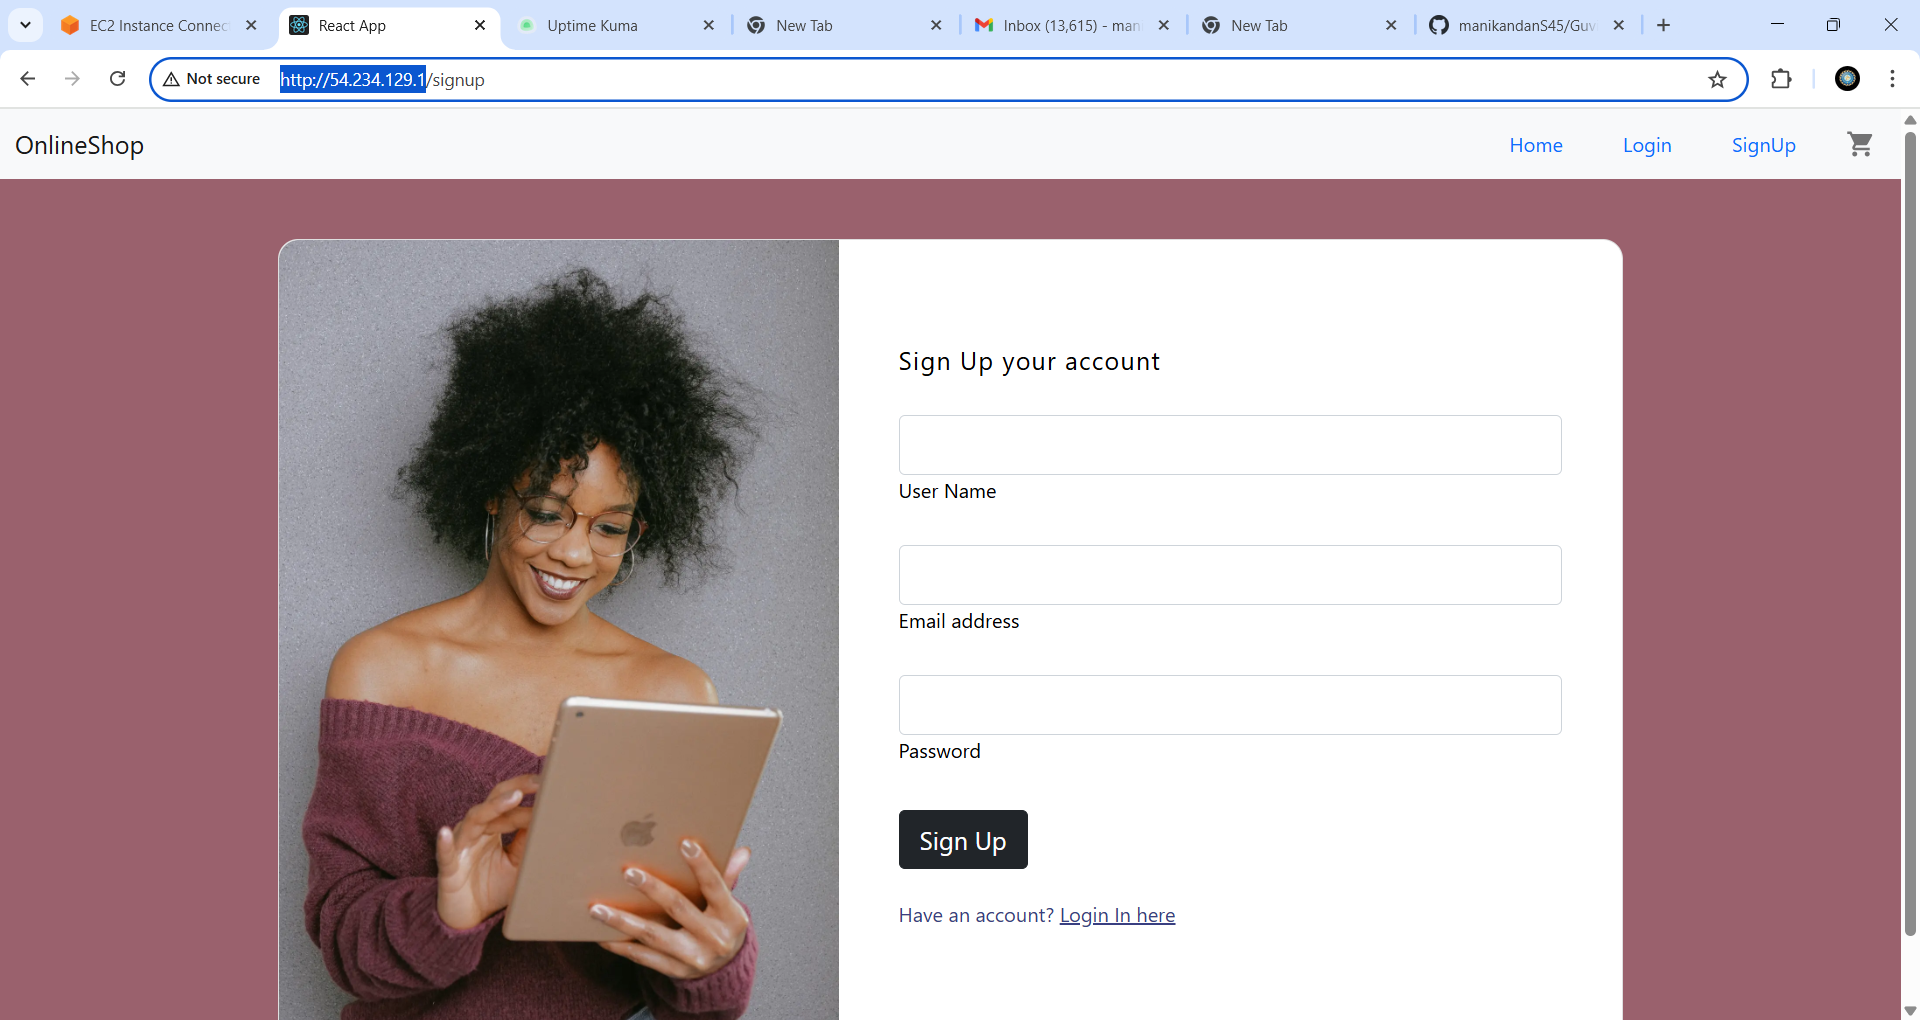 EC2 Instance Connec
React App
Uptime Kuma
New Tab
Inbox (13,615) - man
New Tab
manikandanS45/Guv
Not secure
http://54.234.129.1/signup
OnlineShop
Home
Login
SignUp
Sign Up your account
User Name
Email address
Password
Sign Up
Have an account? Login In here